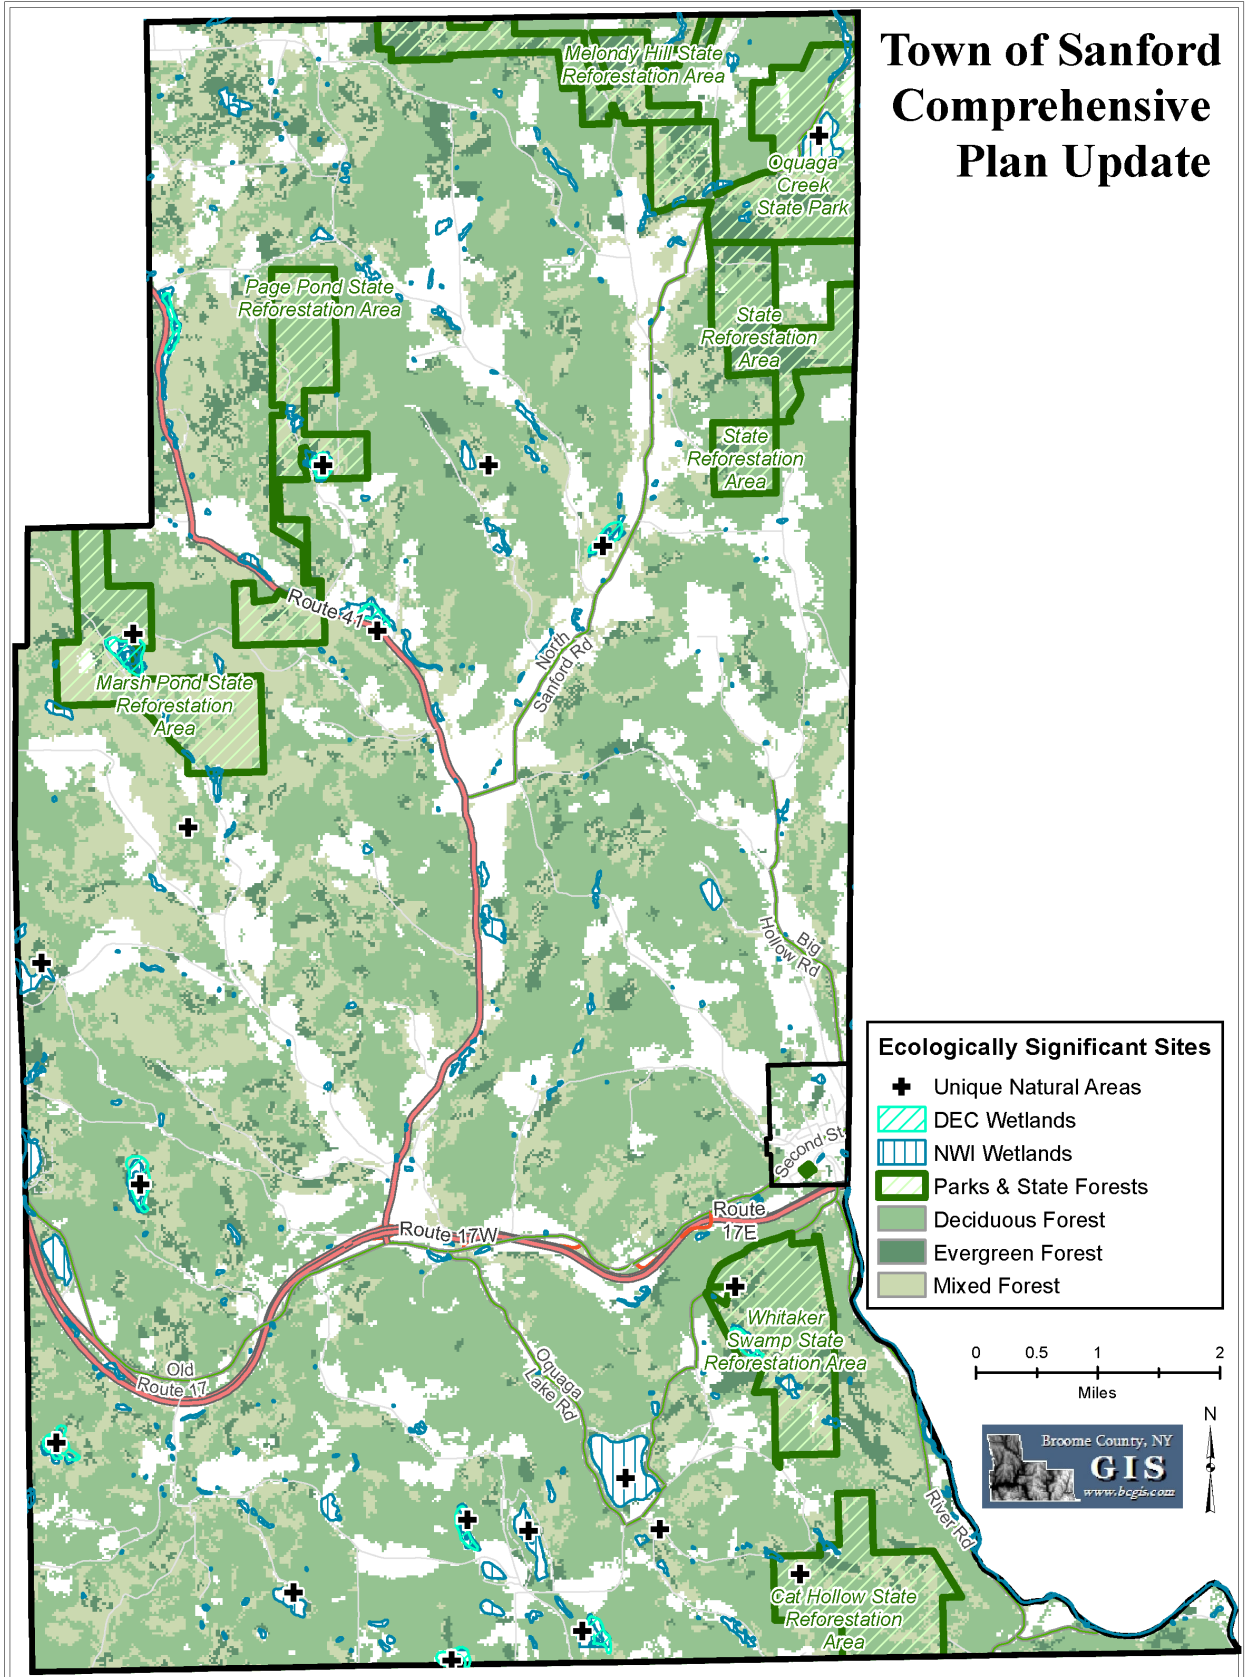 Town of Sanford
Comprehensive
Plan Update
Melondy Hill State
Reforestation Area
Oquaga
Creek
State Park
Page Pond State
Reforestation Area
State
Reforestation
Area
State
Reforestation
Area
Route 41
North
Sanford Rd
Marsh Pond State
Reforestation
Area
Big
Hollow Rd
Second St
Route 17W
Route
17E
Whitaker
Swamp State
Reforestation Area
Old
Route 17
Oquaga
Lake Rd
River Rd
Cat Hollow State
Reforestation
Area
Ecologically Significant Sites
Unique Natural Areas
DEC Wetlands
NWI Wetlands
Parks & State Forests
Deciduous Forest
Evergreen Forest
Mixed Forest
0 0.5 1 2
Miles
N
Broome County, NY
GIS
www.bcgis.com